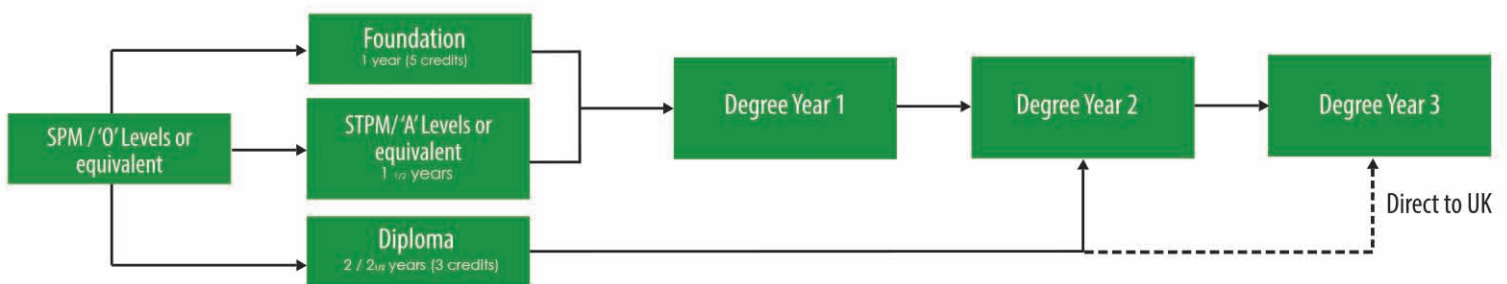 SPM / 'O' Levels or
equivalent
Foundation
1 year (5 credits)
STPM/ 'A' Levels or
equivalent
1 1/2 years
Diploma
2 / 2 1/2 years (3 credits)
Degree Year 1
Degree Year 2
Degree Year 3
Direct to UK